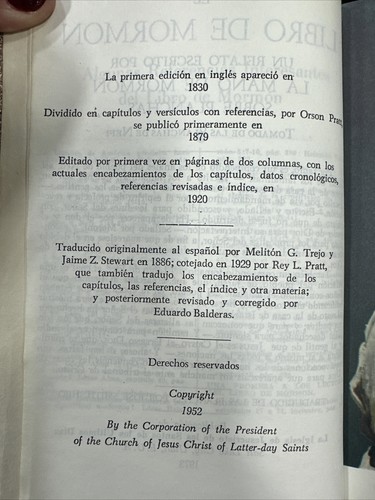 La primera edición en inglés apareció en
1830
Dividido en capítulos y versículos con referencias, por Orson Pratt,
se publicó primeramente en
1879
Editado por primera vez en páginas de dos columnas, con los
actuales encabezamientos de los capítulos, datos cronológicos,
referencias revisadas e índice, en
1920
Traducido originalmente al español por Melitón G. Trejo y
Jaime Z. Stewart en 1886; cotejado en 1929 por Rey L. Pratt,
que también tradujo los encabezamientos de los
capítulos, las referencias, el índice y otra materia;
y posteriormente revisado y corregido por
Eduardo Balderas.
Derechos reservados
Copyright
1952
By the Corporation of the President
of the Church of Jesus Christ of Latter-day Saints